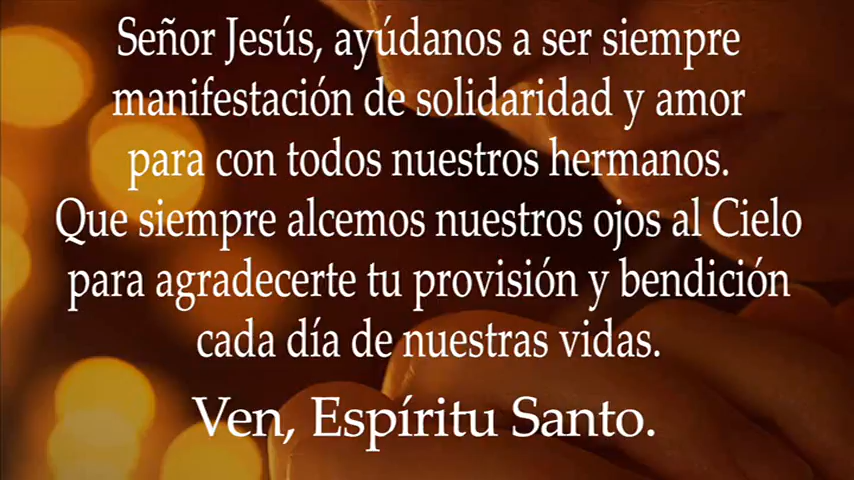 Señor Jesús, ayúdanos a ser siempre
manifestación de solidaridad y amor
para con todos nuestros hermanos.
Que siempre alcemos nuestros ojos al Cielo
para agradecerte tu provisión y bendición
cada día de nuestras vidas.
Ven, Espíritu Santo.